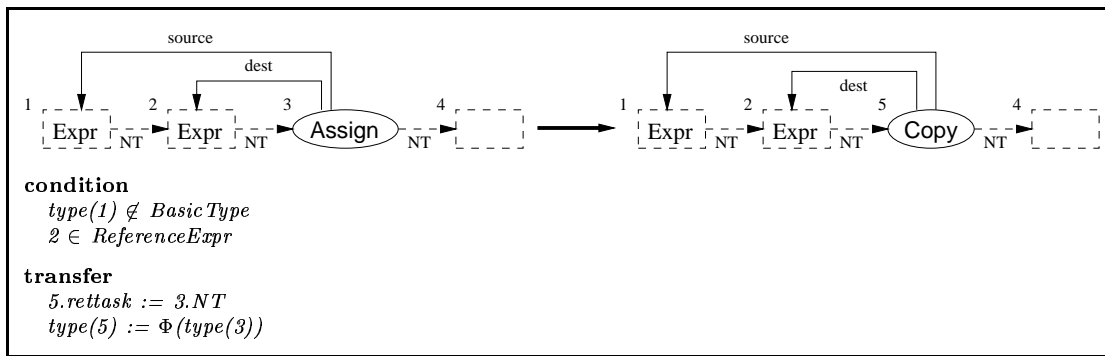 source source
dest dest
1 2 3 4 1 2 5 4
Expr Expr Assign Expr Expr Copy
NT NT NT NT NT NT
condition
type(1) ∉ BasicType
2 ∈ ReferenceExpr
transfer
5.rettask := 3.NT
type(5) := Φ(type(3))